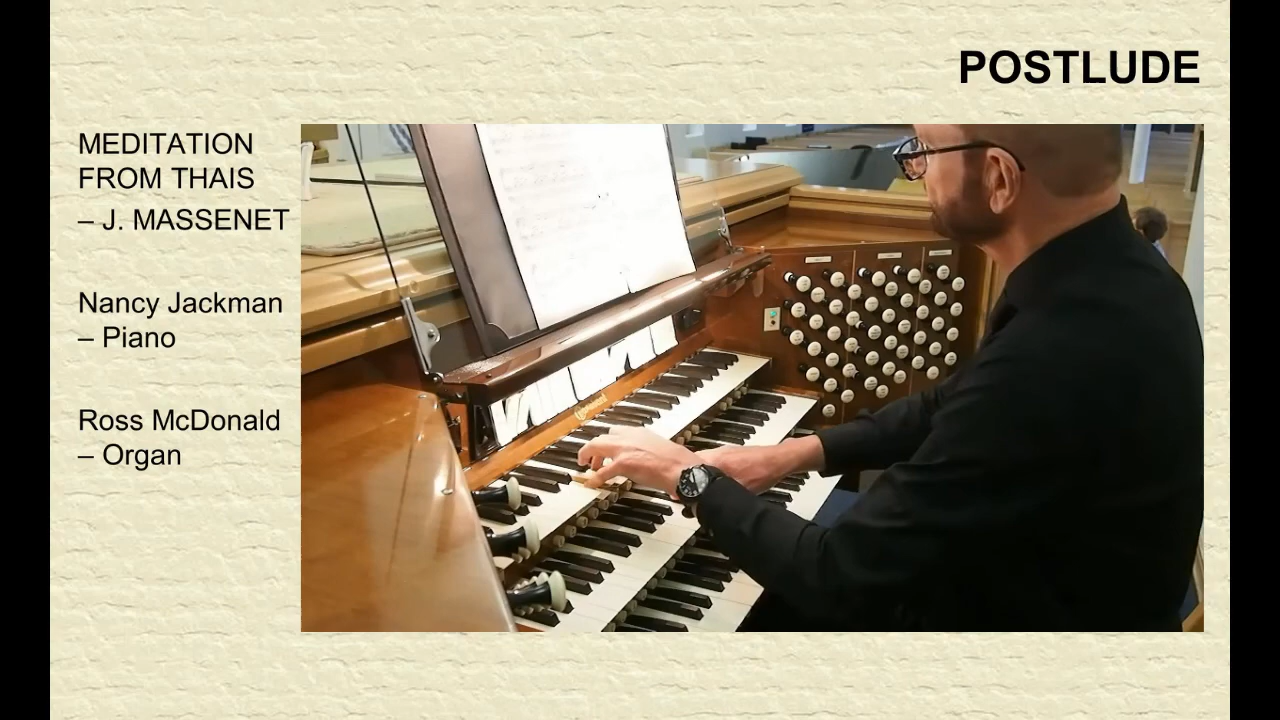 POSTLUDE
MEDITATION
FROM THAIS
– J. MASSENET
Nancy Jackman
– Piano
Ross McDonald
– Organ